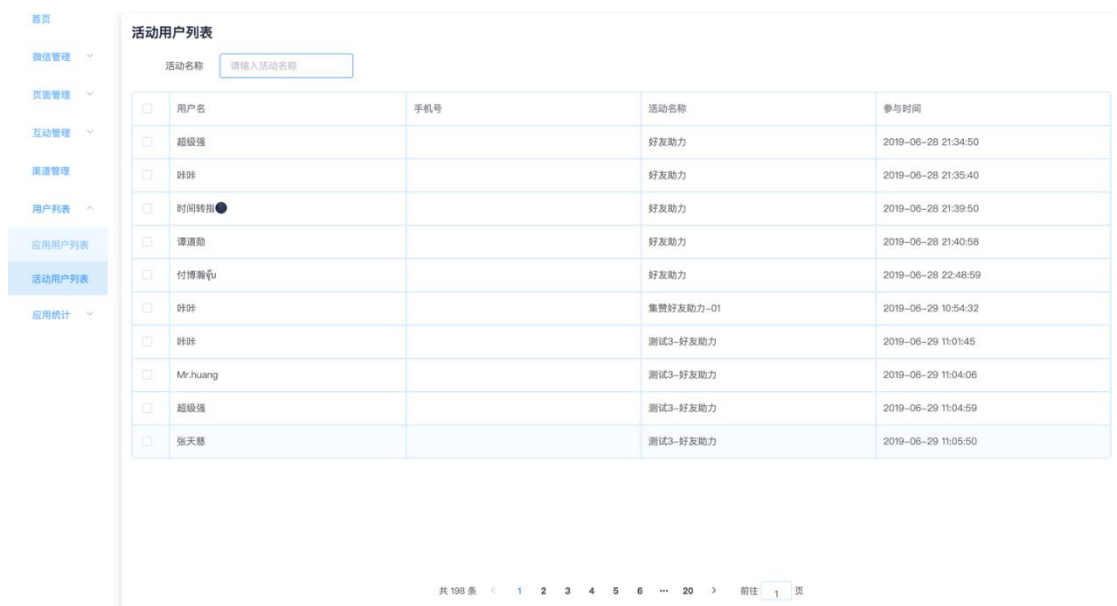 首页
微信管理
页面管理
互动管理
渠道管理
用户列表
应用用户列表
活动用户列表
应用统计
活动用户列表
活动名称 请输入活动名称
用户名 手机号 活动名称 参与时间
超级强 好友助力 2019-06-28 21:34:50
咔咔 好友助力 2019-06-28 21:35:40
时间转指🌑 好友助力 2019-06-28 21:39:50
谭道勋 好友助力 2019-06-28 21:40:58
付博瀚 好友助力 2019-06-28 22:48:59
咔咔 集赞好友助力-01 2019-06-29 10:54:32
咔咔 测试3-好友助力 2019-06-29 11:01:45
Mr.huang 测试3-好友助力 2019-06-29 11:04:06
超级强 测试3-好友助力 2019-06-29 11:04:59
张天慈 测试3-好友助力 2019-06-29 11:05:50
共 198 条 1 2 3 4 5 6 ··· 20 前往 1 页